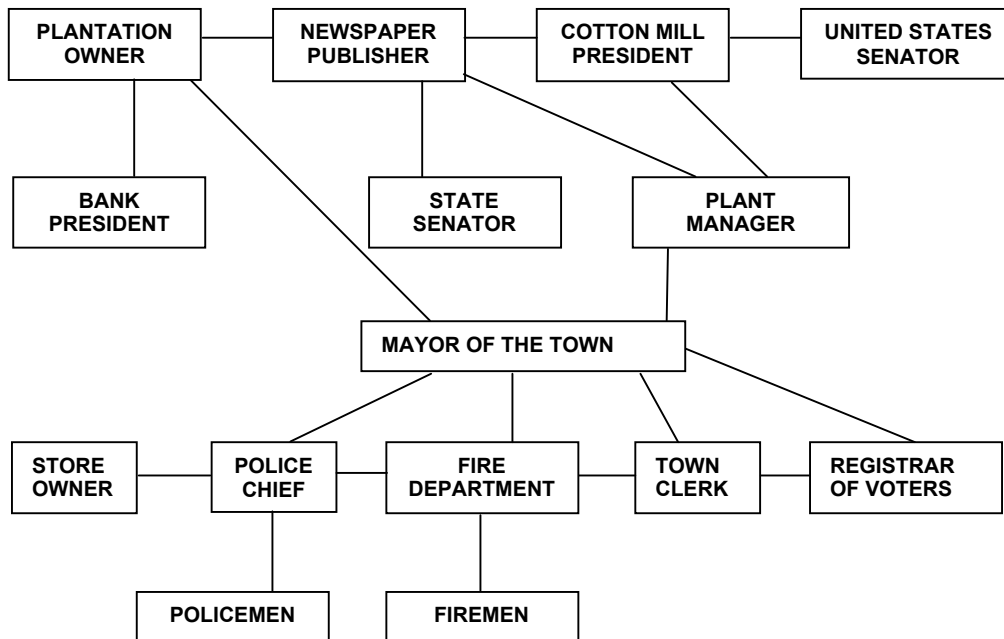 PLANTATION
OWNER
NEWSPAPER
PUBLISHER
COTTON MILL
PRESIDENT
UNITED STATES
SENATOR
BANK
PRESIDENT
STATE
SENATOR
PLANT
MANAGER
MAYOR OF THE TOWN
STORE
OWNER
POLICE
CHIEF
FIRE
DEPARTMENT
TOWN
CLERK
REGISTRAR
OF VOTERS
POLICEMEN
FIREMEN